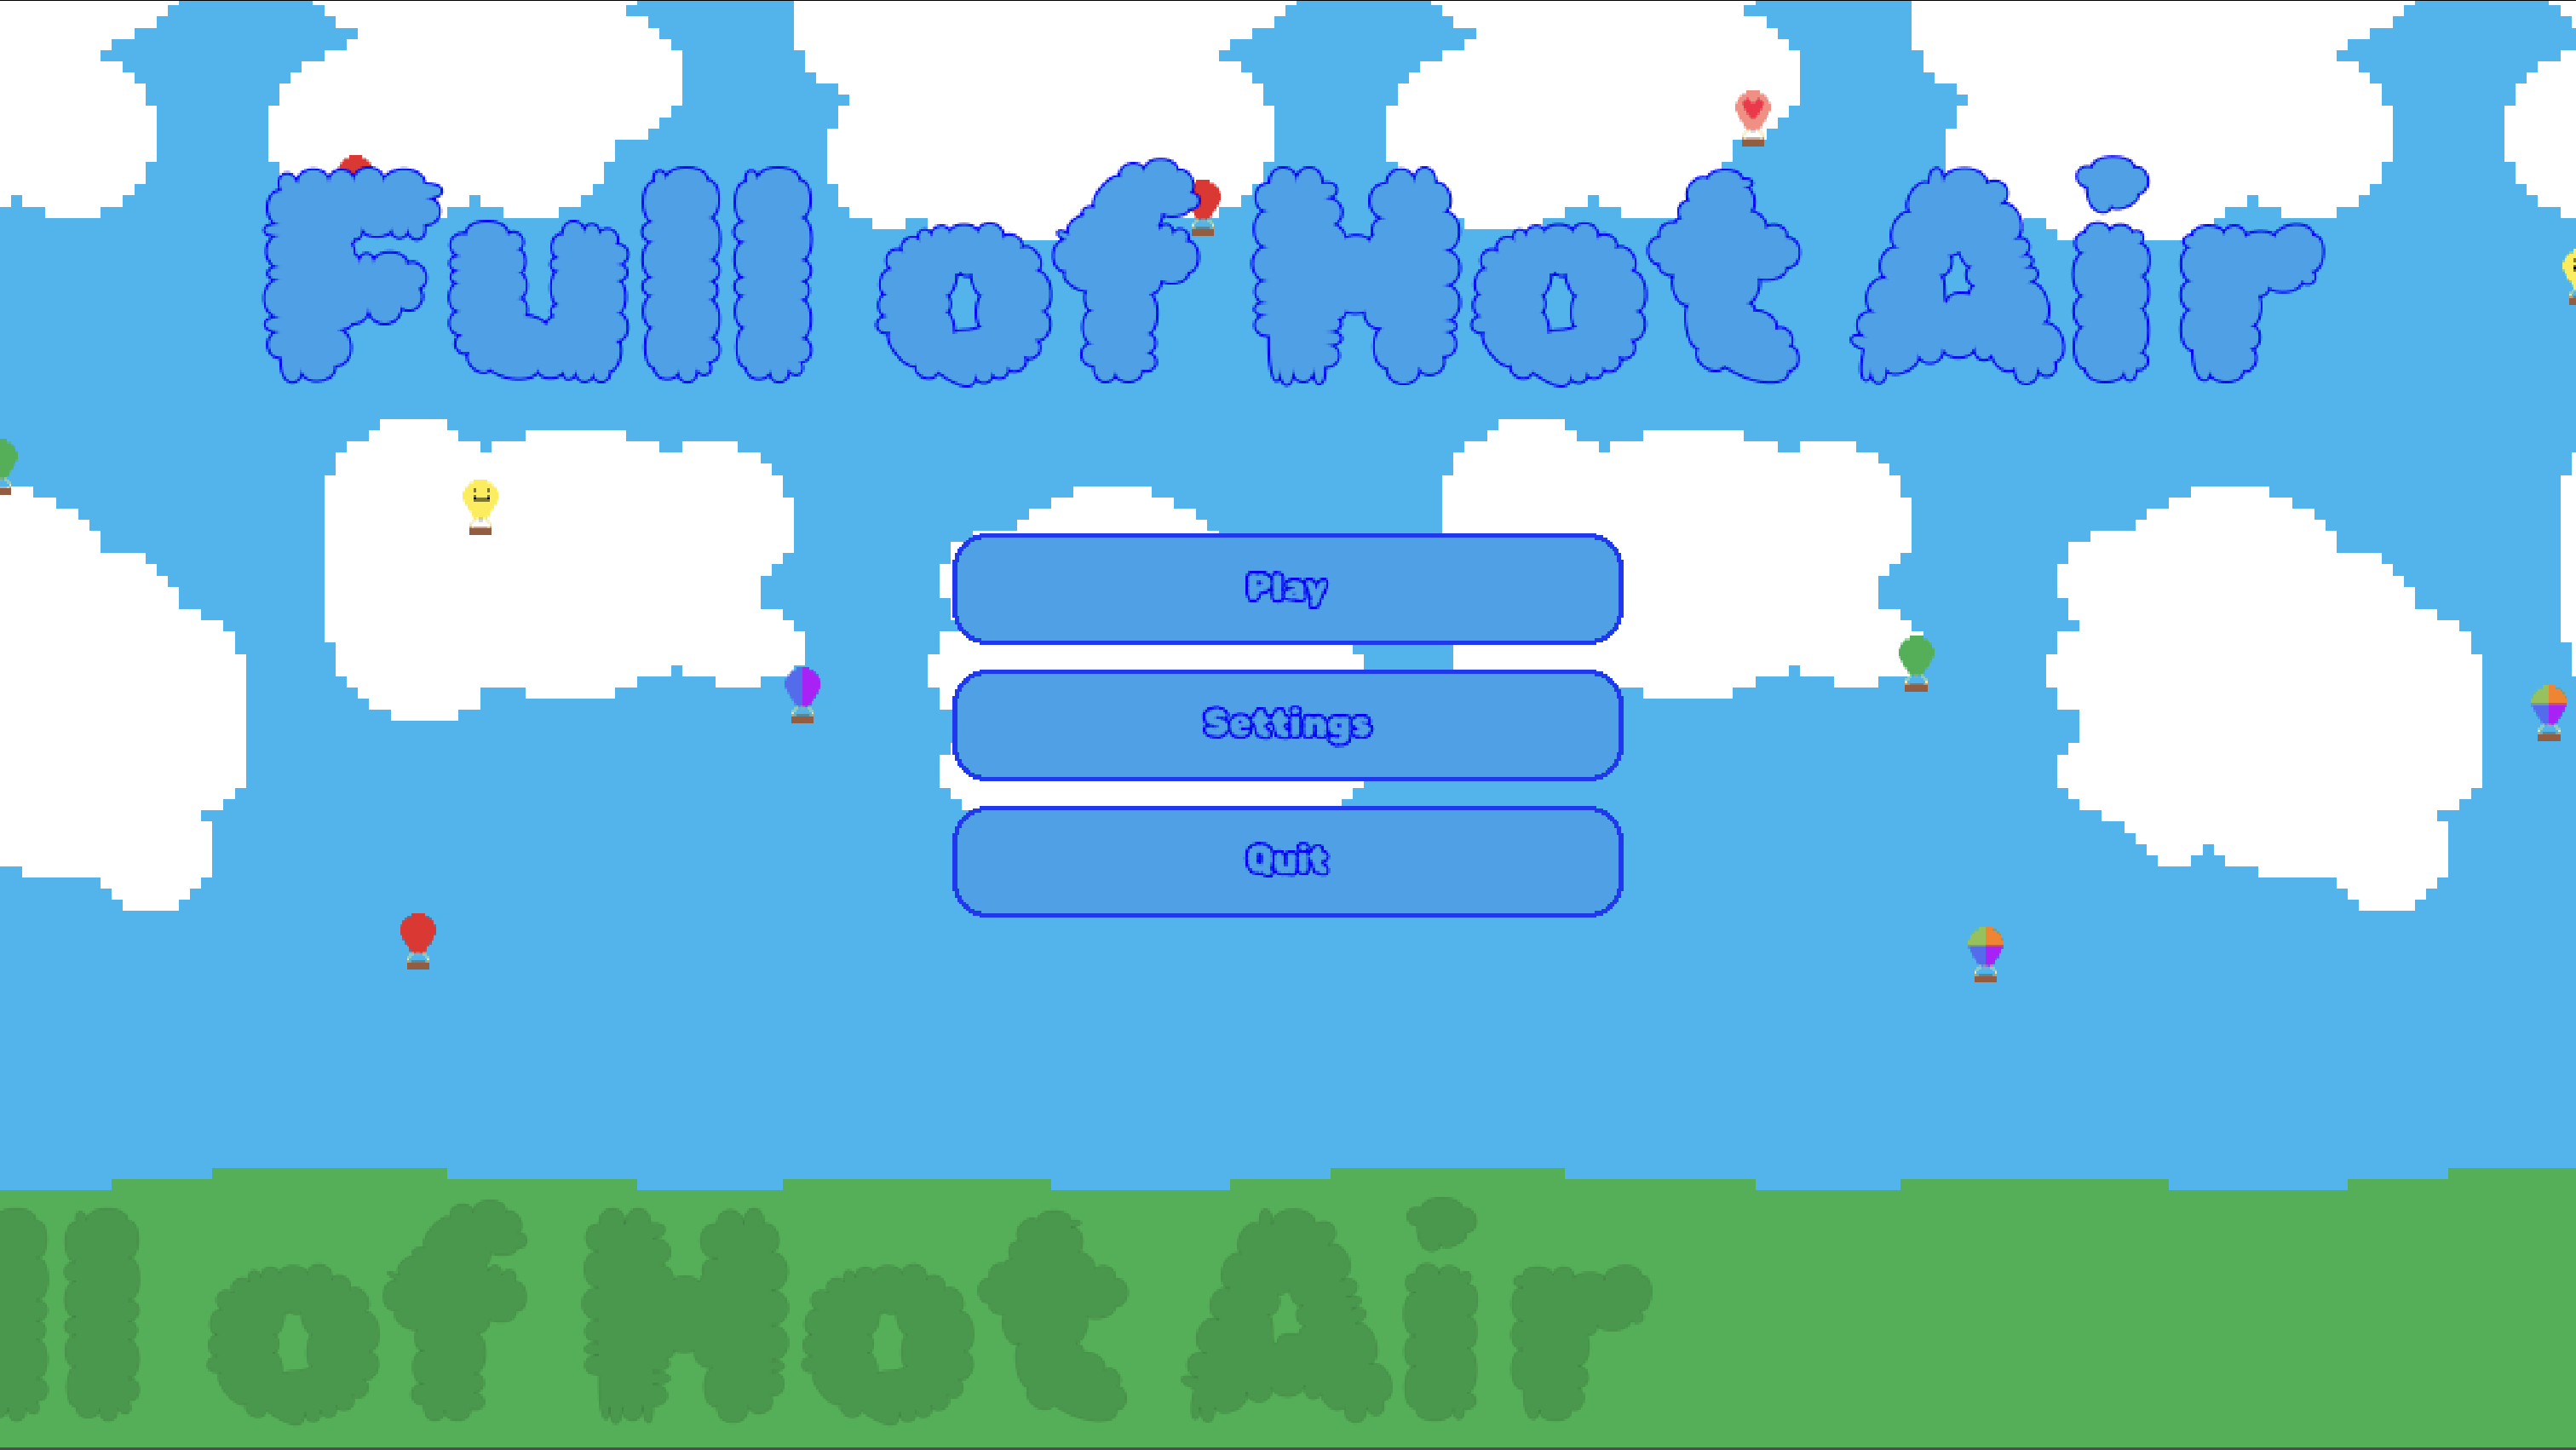 Full of Hot Air
Play
Settings
Quit
ll of Hot Air